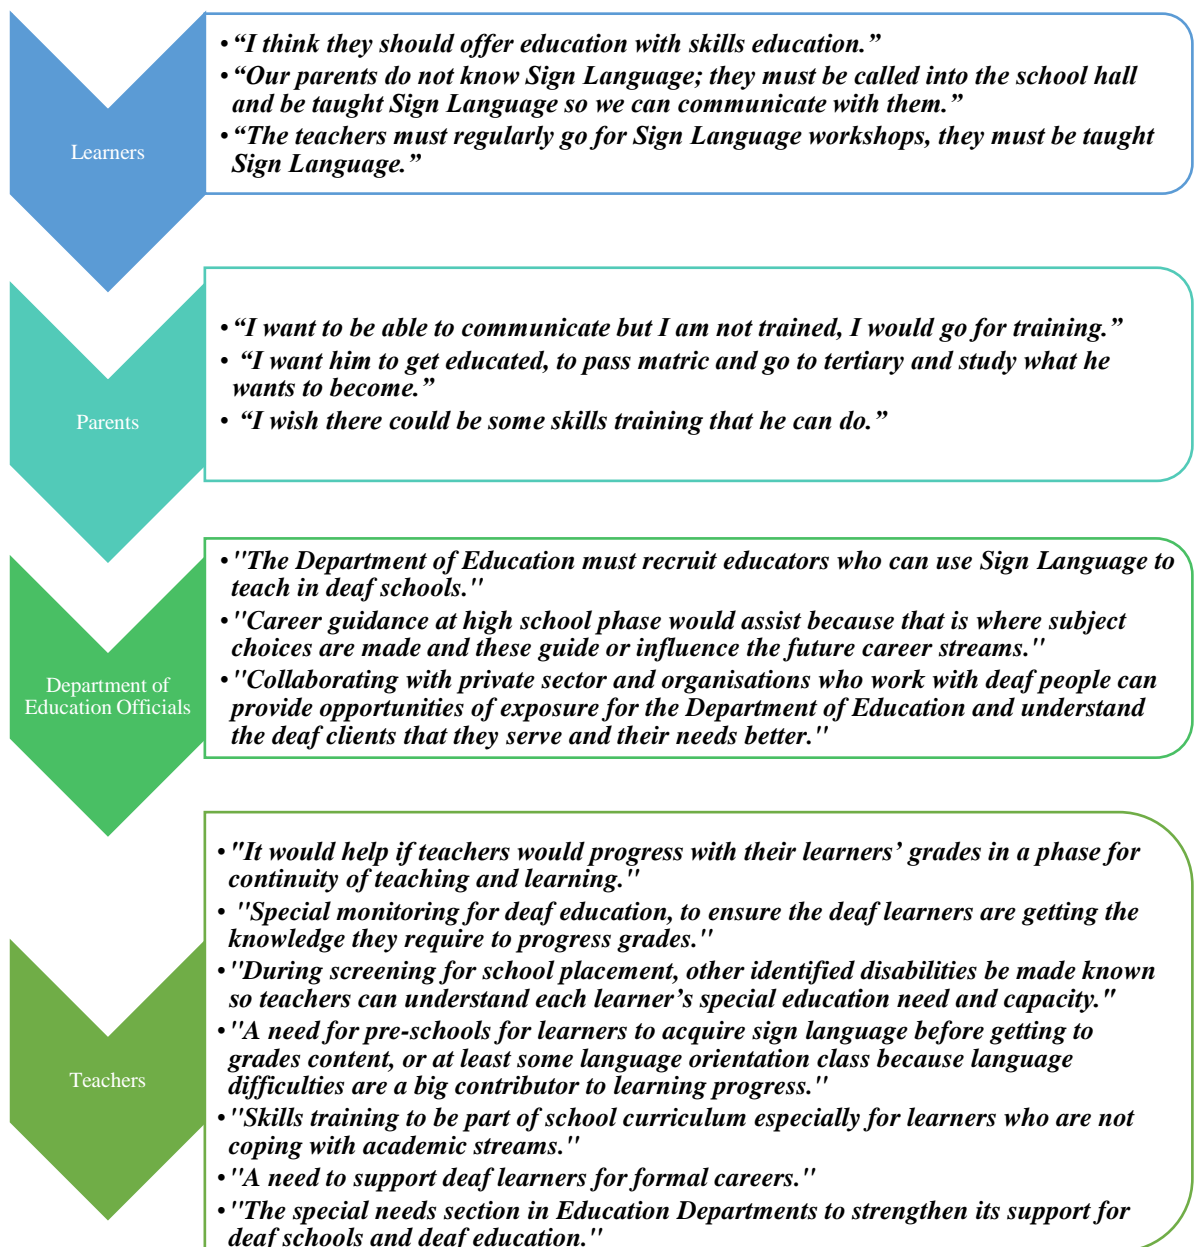 Learners
• “I think they should offer education with skills education.”
• “Our parents do not know Sign Language; they must be called into the school hall
and be taught Sign Language so we can communicate with them.”
• “The teachers must regularly go for Sign Language workshops, they must be taught
Sign Language.”
Parents
• “I want to be able to communicate but I am not trained, I would go for training.”
• “I want him to get educated, to pass matric and go to tertiary and study what he
wants to become.”
• “I wish there could be some skills training that he can do.”
Department of
Education Officials
• "The Department of Education must recruit educators who can use Sign Language to
teach in deaf schools."
• "Career guidance at high school phase would assist because that is where subject
choices are made and these guide or influence the future career streams."
• "Collaborating with private sector and organisations who work with deaf people can
provide opportunities of exposure for the Department of Education and understand
the deaf clients that they serve and their needs better."
Teachers
• "It would help if teachers would progress with their learners’ grades in a phase for
continuity of teaching and learning."
• "Special monitoring for deaf education, to ensure the deaf learners are getting the
knowledge they require to progress grades."
• "During screening for school placement, other identified disabilities be made known
so teachers can understand each learner’s special education need and capacity."
• "A need for pre-schools for learners to acquire sign language before getting to
grades content, or at least some language orientation class because language
difficulties are a big contributor to learning progress."
• "Skills training to be part of school curriculum especially for learners who are not
coping with academic streams."
• "A need to support deaf learners for formal careers."
• "The special needs section in Education Departments to strengthen its support for
deaf schools and deaf education."